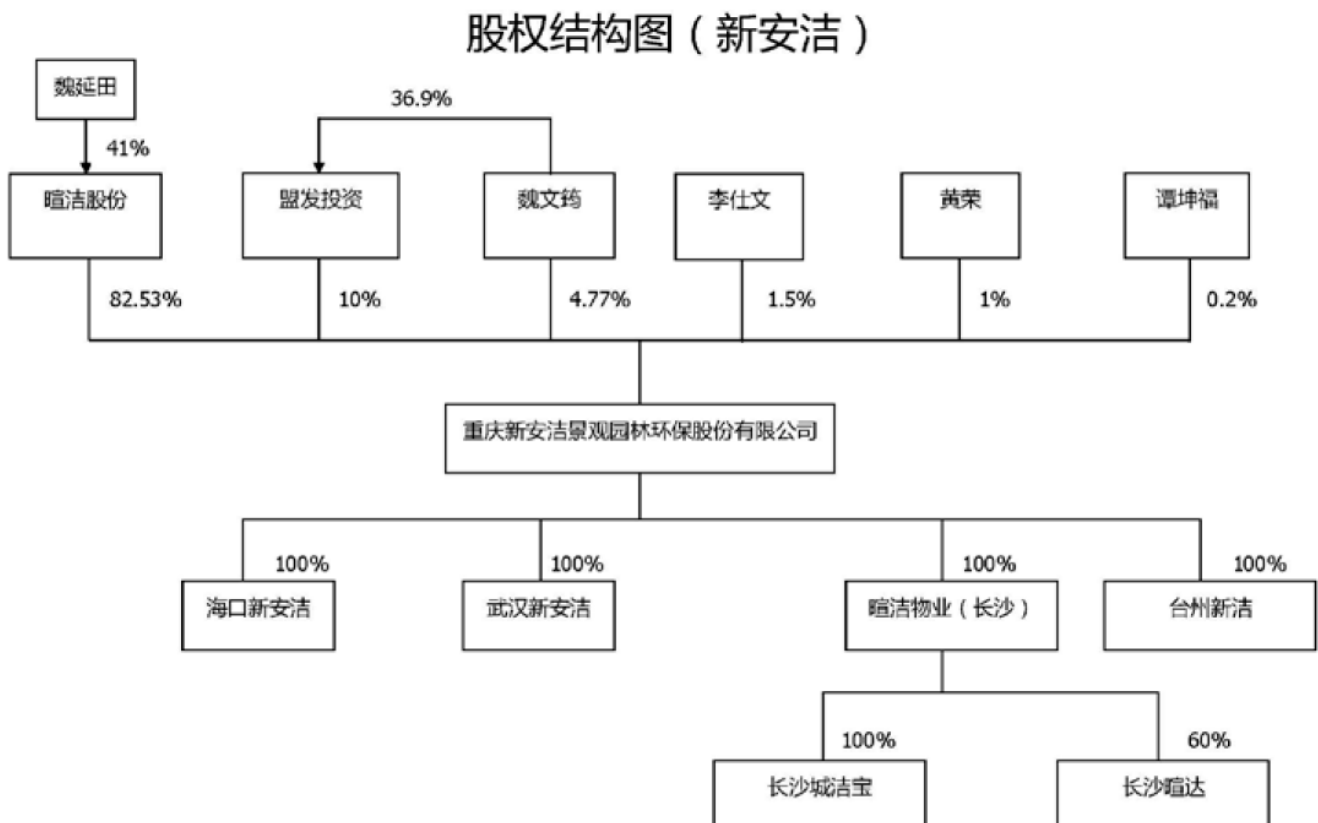 股权结构图（新安洁）
魏延田
36.9%
41%
暄洁股份
盟发投资
魏文筠
李仕文
黄荣
谭坤福
82.53%
10%
4.77%
1.5%
1%
0.2%
重庆新安洁景观园林环保股份有限公司
100%
100%
100%
100%
海口新安洁
武汉新安洁
暄洁物业（长沙）
台州新洁
100%
60%
长沙城洁宝
长沙暄达